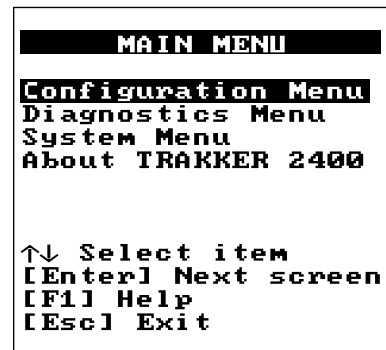 MAIN MENU
Configuration Menu
Diagnostics Menu
System Menu
About TRAKKER 2400
↑↓ Select item
[Enter] Next screen
[F1] Help
[Esc] Exit